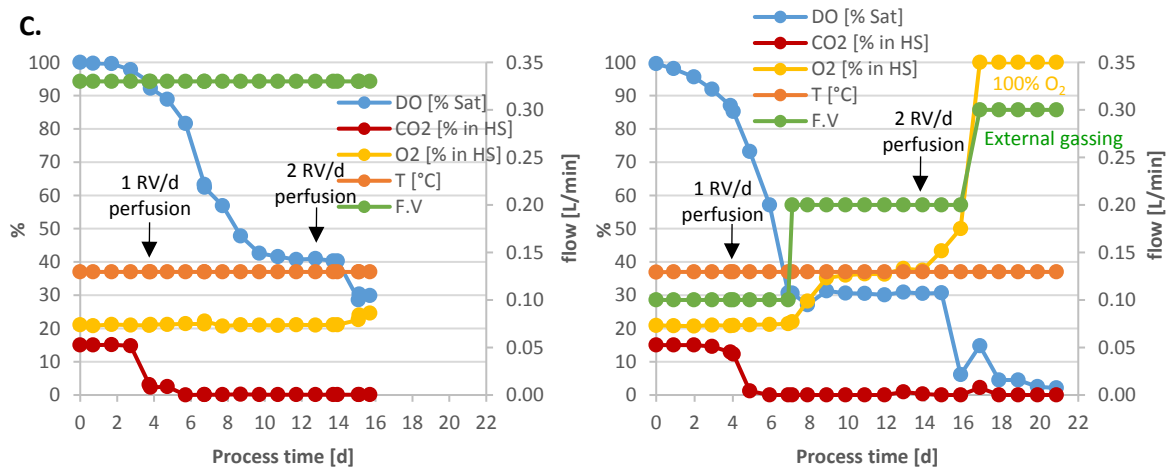 C.
DO [% Sat]
CO2 [% in HS]
O2 [% in HS]
T [°C]
F.V
100
90
80
70
60
50
40
30
20
10
0
%
0.35
0.30
0.25
0.20
0.15
0.10
0.05
0.00
flow [L/min]
1 RV/d
perfusion
2 RV/d
perfusion
0 2 4 6 8 10 12 14 16 18
Process time [d]
DO [% Sat]
CO2 [% in HS]
O2 [% in HS]
T [°C]
F.V
100
90
80
70
60
50
40
30
20
10
0
%
0.35
0.30
0.25
0.20
0.15
0.10
0.05
0.00
flow [L/min]
100% O2
External gassing
1 RV/d
perfusion
2 RV/d
perfusion
0 2 4 6 8 10 12 14 16 18 20 22
Process time [d]